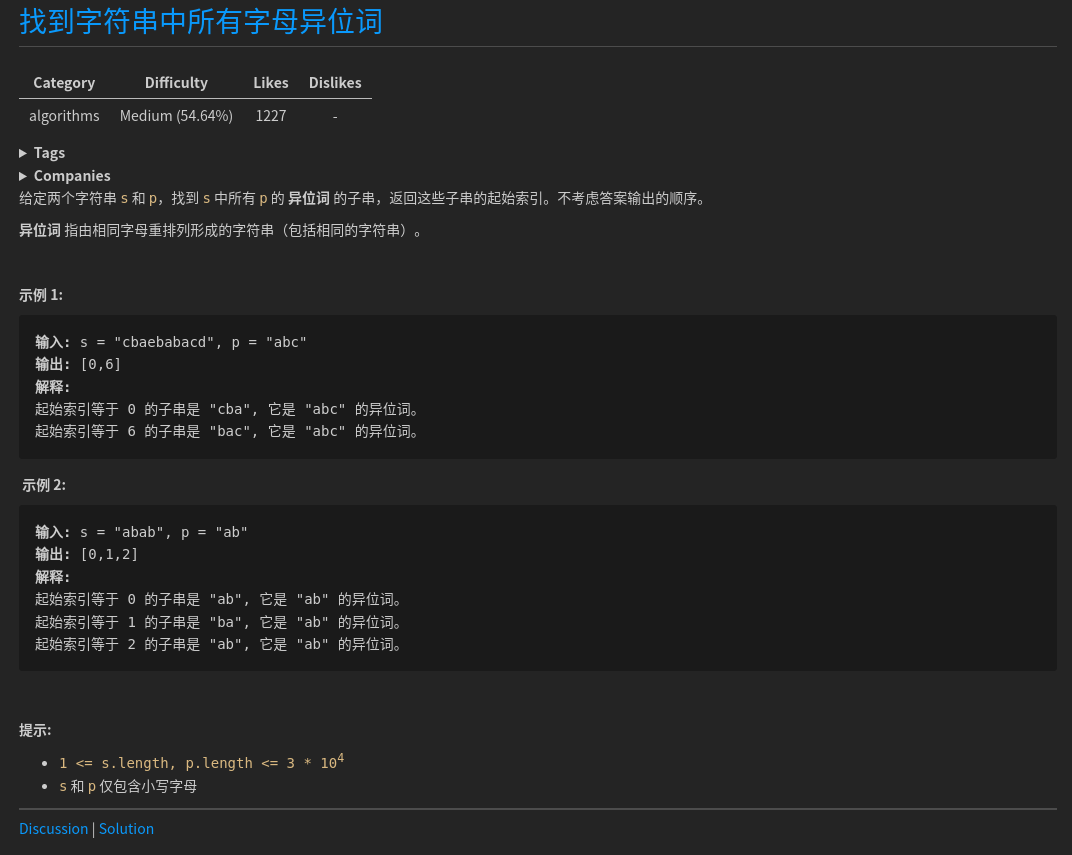 找到字符串中所有字母异位词
Category Difficulty Likes Dislikes
algorithms Medium (54.64%) 1227 -
Tags
Companies
给定两个字符串 s 和 p，找到 s 中所有 p 的 异位词 的子串，返回这些子串的起始索引。不考虑答案输出的顺序。
异位词 指由相同字母重排列形成的字符串（包括相同的字符串）。
示例 1:
输入: s = "cbaebabacd", p = "abc"
输出: [0,6]
解释:
起始索引等于 0 的子串是 "cba", 它是 "abc" 的异位词。
起始索引等于 6 的子串是 "bac", 它是 "abc" 的异位词。
示例 2:
输入: s = "abab", p = "ab"
输出: [0,1,2]
解释:
起始索引等于 0 的子串是 "ab", 它是 "ab" 的异位词。
起始索引等于 1 的子串是 "ba", 它是 "ab" 的异位词。
起始索引等于 2 的子串是 "ab", 它是 "ab" 的异位词。
提示:
• 1 <= s.length, p.length <= 3 * 10⁴
• s 和 p 仅包含小写字母
Discussion | Solution